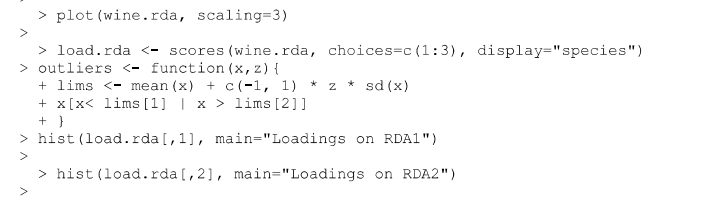 > plot(wine.rda, scaling=3)
>
> load.rda <- scores(wine.rda, choices=c(1:3), display="species")
> outliers <- function(x,z){
+ lims <- mean(x) + c(-1, 1) * z * sd(x)
+ x[x< lims[1] | x > lims[2]]
+ }
> hist(load.rda[,1], main="Loadings on RDA1")
>
> hist(load.rda[,2], main="Loadings on RDA2")
>